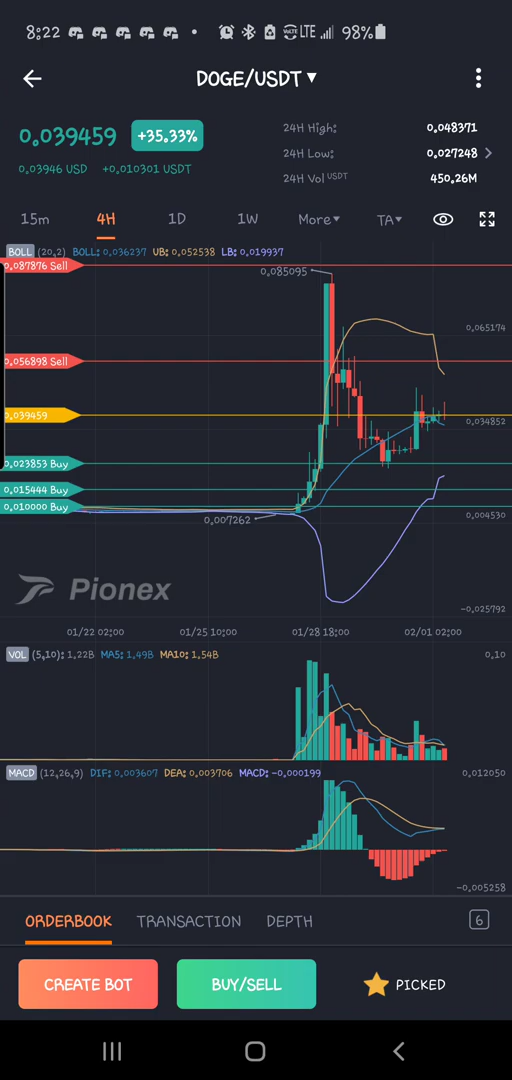 8:22 LTE 98%
DOGE/USDT ▼
0.039459 +35.33%
0.03946 USD +0.010301 USDT
24H High: 0.048371
24H Low: 0.027248
24H Vol USDT 450.26M
15m 4H 1D 1W More▾ TA▾
BOLL (20,2) BOLL: 0.036237 UB: 0.052538 LB: 0.019937
0.087876 Sell
0.085095
0.065174
0.056898 Sell
0.039459
0.034852
0.023853 Buy
0.015444 Buy
0.010000 Buy
0.007262
0.004530
Pionex
-0.025792
01/22 02:00 01/25 10:00 01/28 18:00 02/01 02:00
VOL (5,10): 1.22B MA5: 1.49B MA10: 1.54B
0.10
MACD (12,26,9) DIF: 0.003607 DEA: 0.003706 MACD: -0.000199
0.012050
-0.005258
ORDERBOOK TRANSACTION DEPTH 6
CREATE BOT BUY/SELL PICKED